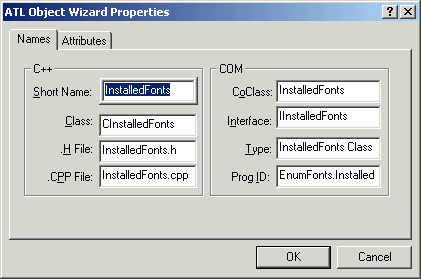 ATL Object Wizard Properties
Names
Attributes
C++
Short Name: InstalledFonts
Class: CInstalledFonts
.H File: InstalledFonts.h
.CPP File: InstalledFonts.cpp
COM
CoClass: InstalledFonts
Interface: IInstalledFonts
Type: InstalledFonts Class
Prog ID: EnumFonts.Installed
OK
Cancel